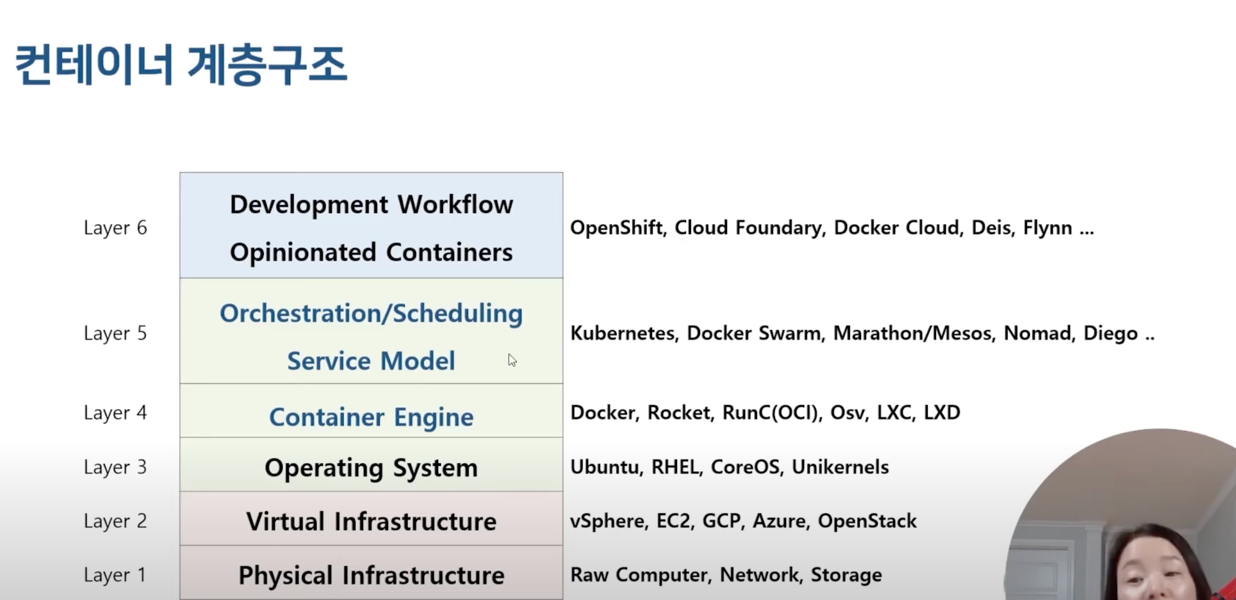 컨테이너 계층구조
Layer 6
Development Workflow
Opinionated Containers
OpenShift, Cloud Foundary, Docker Cloud, Deis, Flynn ...
Layer 5
Orchestration/Scheduling
Service Model
Kubernetes, Docker Swarm, Marathon/Mesos, Nomad, Diego ..
Layer 4
Container Engine
Docker, Rocket, RunC(OCI), Osv, LXC, LXD
Layer 3
Operating System
Ubuntu, RHEL, CoreOS, Unikernels
Layer 2
Virtual Infrastructure
vSphere, EC2, GCP, Azure, OpenStack
Layer 1
Physical Infrastructure
Raw Computer, Network, Storage